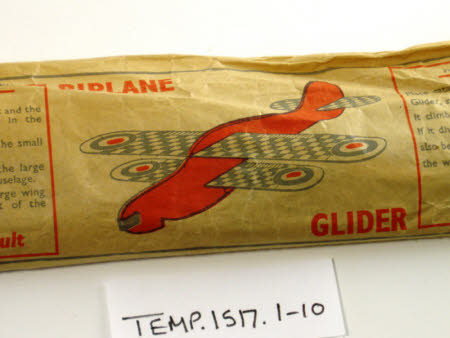 BIPLANE
and the
in the
the small
the large
uselage.
rge wing
of the
ult
Glider,
It climb
If it di
also be
the w
GLIDER
TEMP.1517.1-10